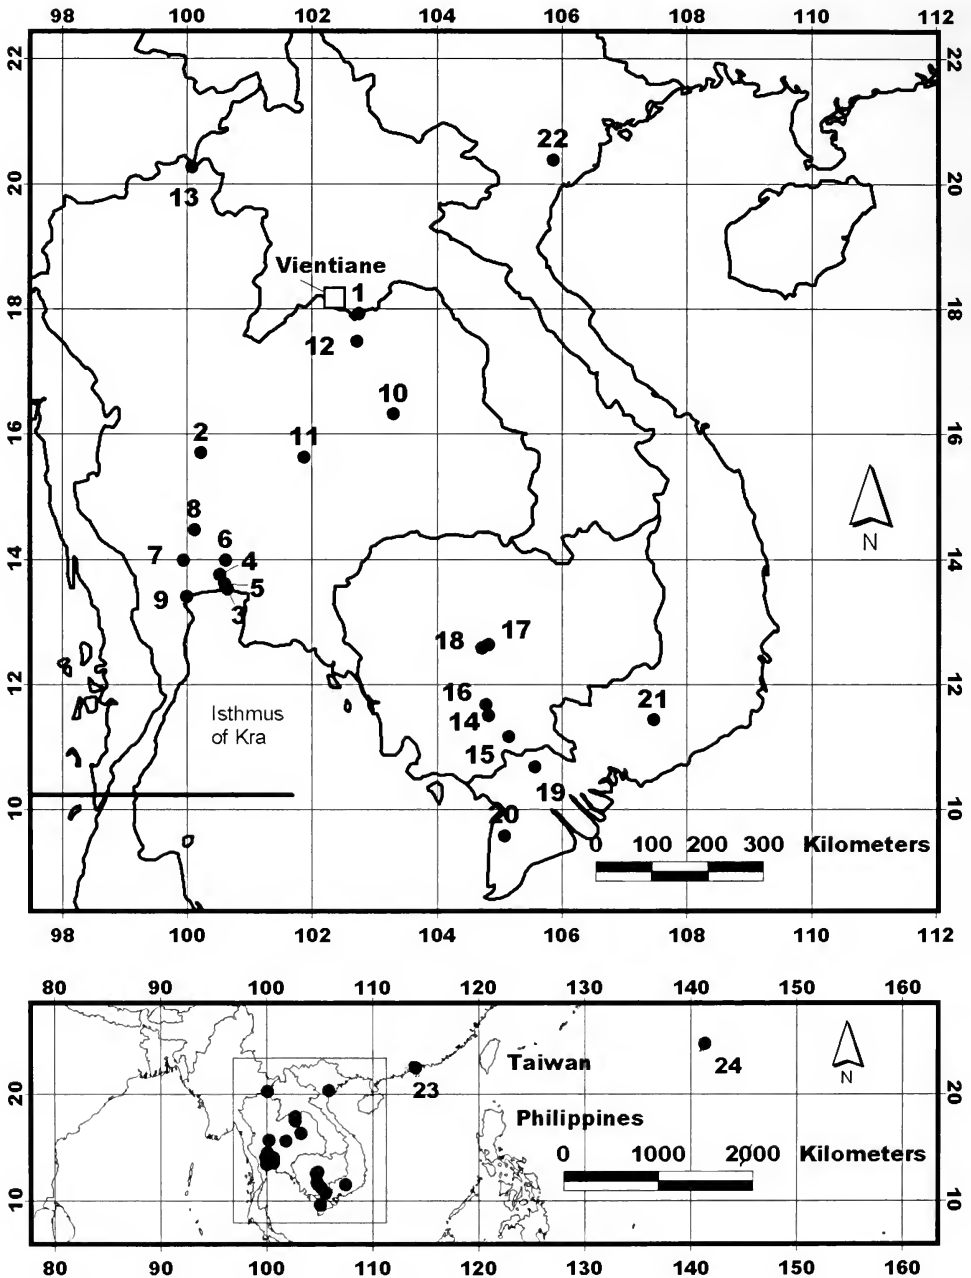 98 100 102 104 106 108 110 112
22 22
22
13
20 20
Vientiane
1
18 18
12
10
16 2 11 16
8
N
6
14 7 4 14
5
9
3
17
18
12 16 21 12
Isthmus
of Kra
14
15
19
10 20 10
0 100 200 300 Kilometers
98 100 102 104 106 108 110 112
80 90 100 110 120 130 140 150 160
Taiwan 24
N
23
20 20
Philippines
0 1000 2000 Kilometers
10 10
80 90 100 110 120 130 140 150 160